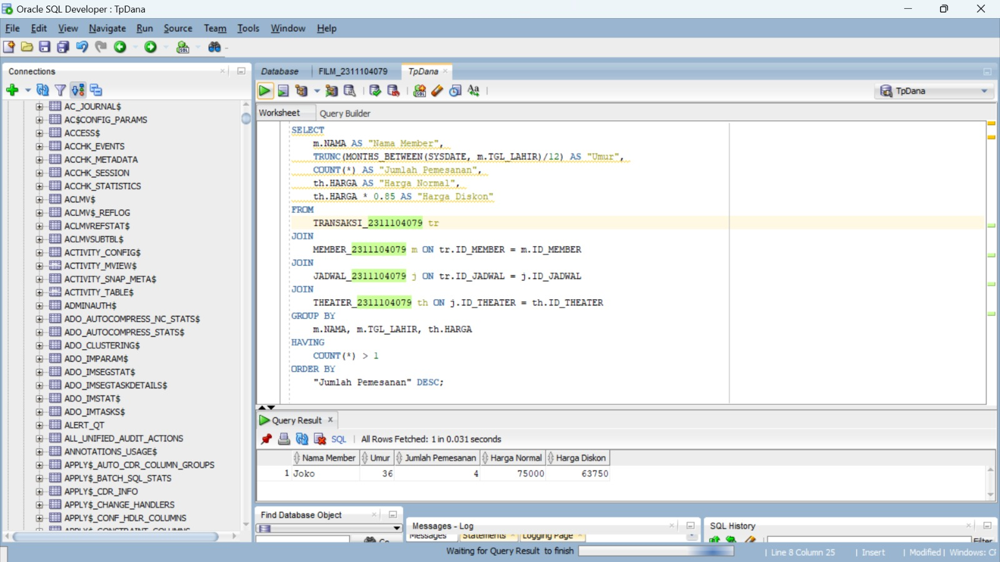 Oracle SQL Developer : TpDana
File Edit View Navigate Run Source Team Tools Window Help
Connections
AC_JOURNAL$
AC$CONFIG_PARAMS
ACCESS$
ACCHK_EVENTS
ACCHK_METADATA
ACCHK_SESSION
ACCHK_STATISTICS
ACLMV$
ACLMV$_REFLOG
ACLMVREFSTAT$
ACLMVSUBTBL$
ACTIVITY_CONFIG$
ACTIVITY_MVIEW$
ACTIVITY_SNAP_META$
ACTIVITY_TABLE$
ADMINAUTH$
ADO_AUTOCOMPRESS_NC_STATS$
ADO_AUTOCOMPRESS_STATS$
ADO_CLUSTERING$
ADO_IMPARAM$
ADO_IMSEGSTAT$
ADO_IMSEGTASKDETAILS$
ADO_IMSTAT$
ADO_IMTASKS$
ALERT_QT
ALL_UNIFIED_AUDIT_ACTIONS
ANNOTATIONS_USAGE$
APPLY$_AUTO_CDR_COLUMN_GROUPS
APPLY$_BATCH_SQL_STATS
APPLY$_CDR_INFO
APPLY$_CHANGE_HANDLERS
APPLY$_CONF_HDLR_COLUMNS
APPLY$_CONSTRAINT_COLUMNS
Database FILM_2311104079 TpDana
TpDana
Worksheet Query Builder
SELECT
m.NAMA AS "Nama Member",
TRUNC(MONTHS_BETWEEN(SYSDATE, m.TGL_LAHIR)/12) AS "Umur",
COUNT(*) AS "Jumlah Pemesanan",
th.HARGA AS "Harga Normal",
th.HARGA * 0.85 AS "Harga Diskon"
FROM
TRANSAKSI_2311104079 tr
JOIN
MEMBER_2311104079 m ON tr.ID_MEMBER = m.ID_MEMBER
JOIN
JADWAL_2311104079 j ON tr.ID_JADWAL = j.ID_JADWAL
JOIN
THEATER_2311104079 th ON j.ID_THEATER = th.ID_THEATER
GROUP BY
m.NAMA, m.TGL_LAHIR, th.HARGA
HAVING
COUNT(*) > 1
ORDER BY
"Jumlah Pemesanan" DESC;
Query Result
SQL | All Rows Fetched: 1 in 0.031 seconds
Nama Member Umur Jumlah Pemesanan Harga Normal Harga Diskon
1 Joko 36 4 75000 63750
Find Database Object
Go
Messages - Log
Messages Statements Logging Page
SQL History
Filter
Waiting for Query Result to finish
| Line 8 Column 25 | Insert | Modified | Windows: CF